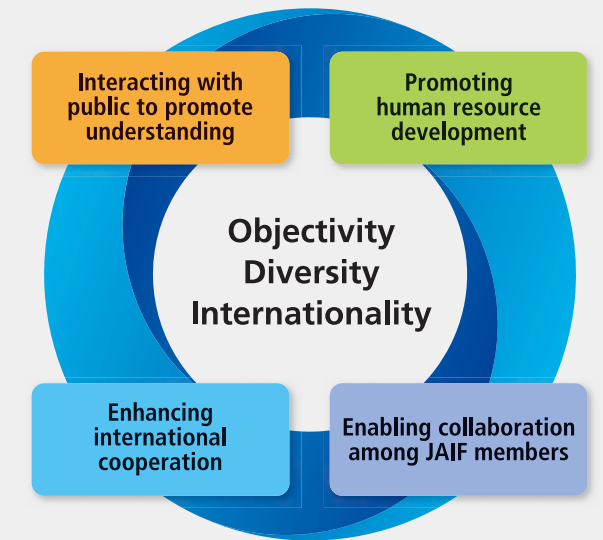 Interacting with
public to promote
understanding
Promoting
human resource
development
Objectivity
Diversity
Internationality
Enhancing
international
cooperation
Enabling collaboration
among JAIF members